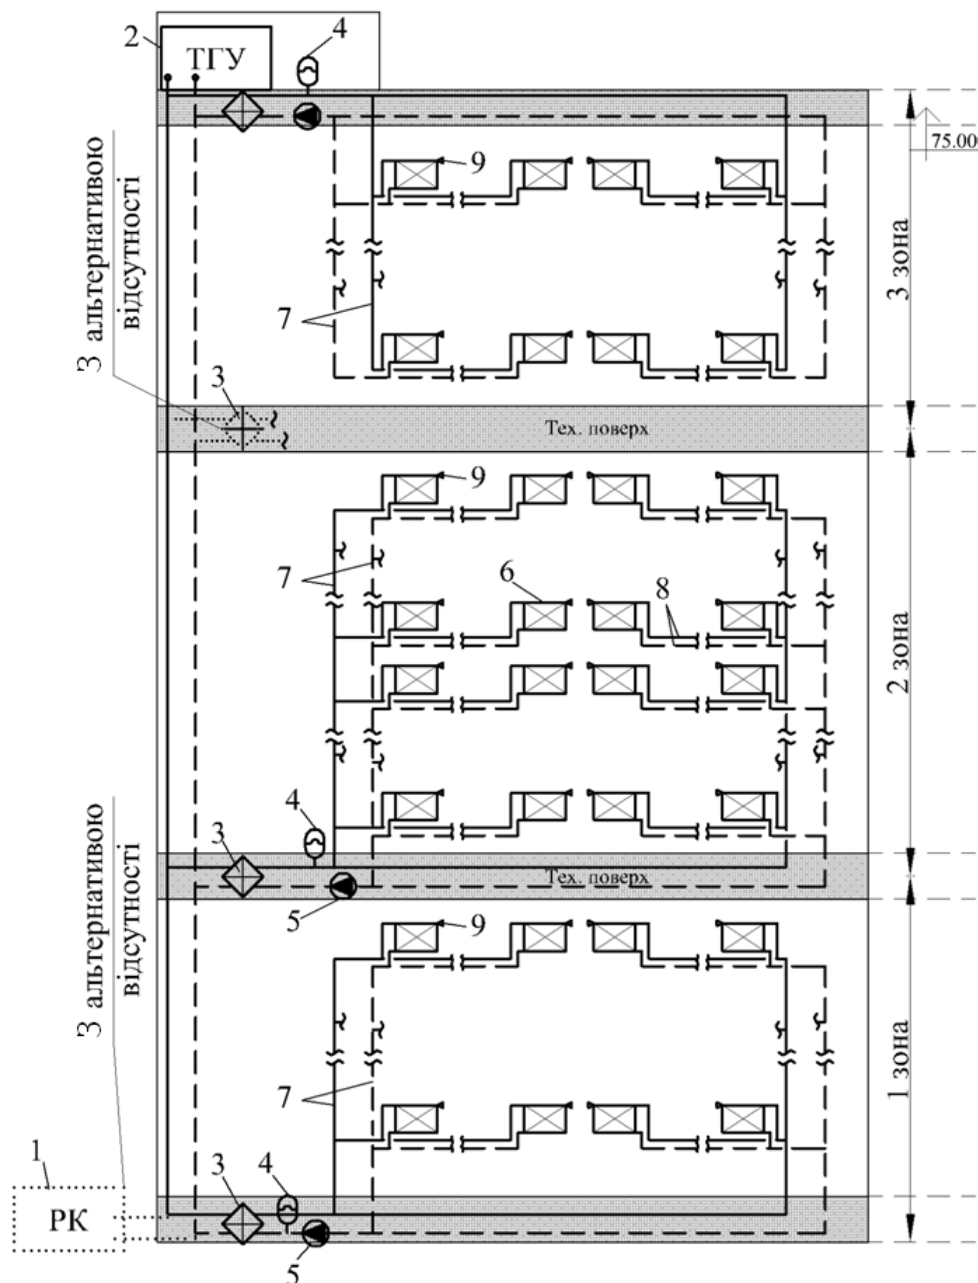 2
ТГУ
4
75.00
9
З альтернативою
відсутності
3 зона
7
3
Тех. поверх
9
7
6
8
2 зона
4
3
Тех. поверх
5
9
З альтернативою
відсутності
7
1 зона
1
3
4
РК
5